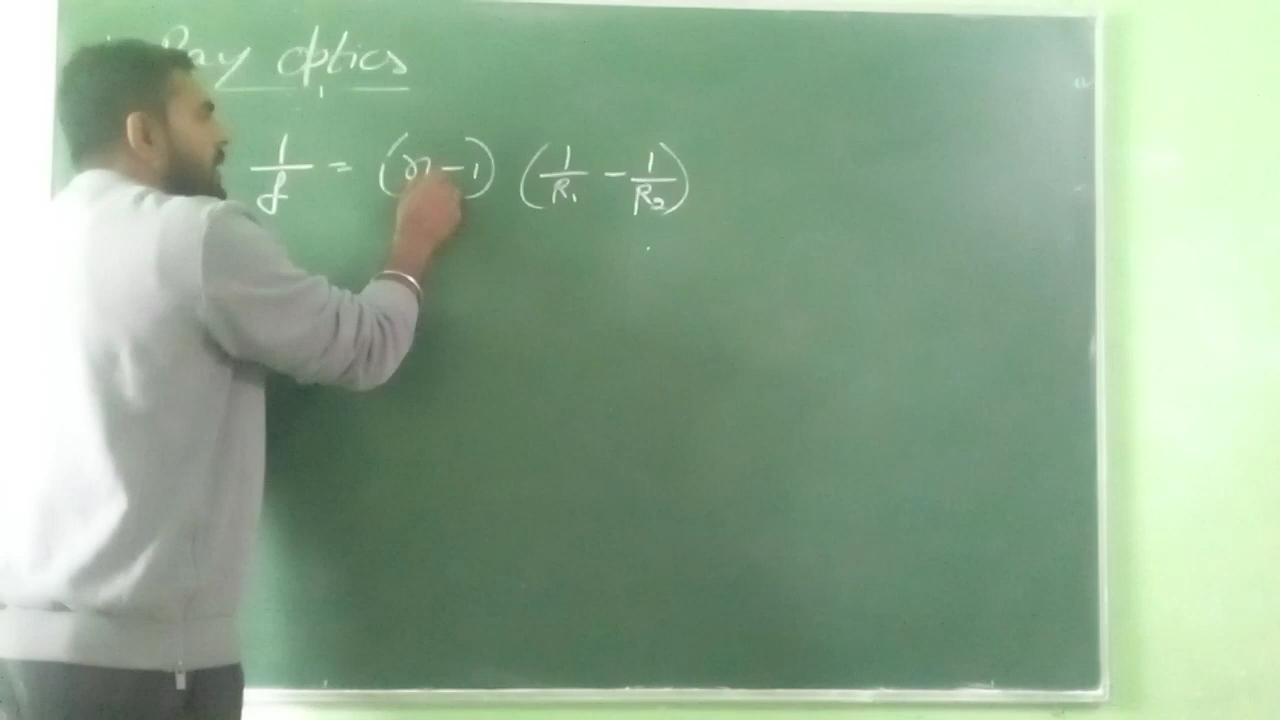 Ray Optics
1/f = (n-1) (1/R₁ - 1/R₂)